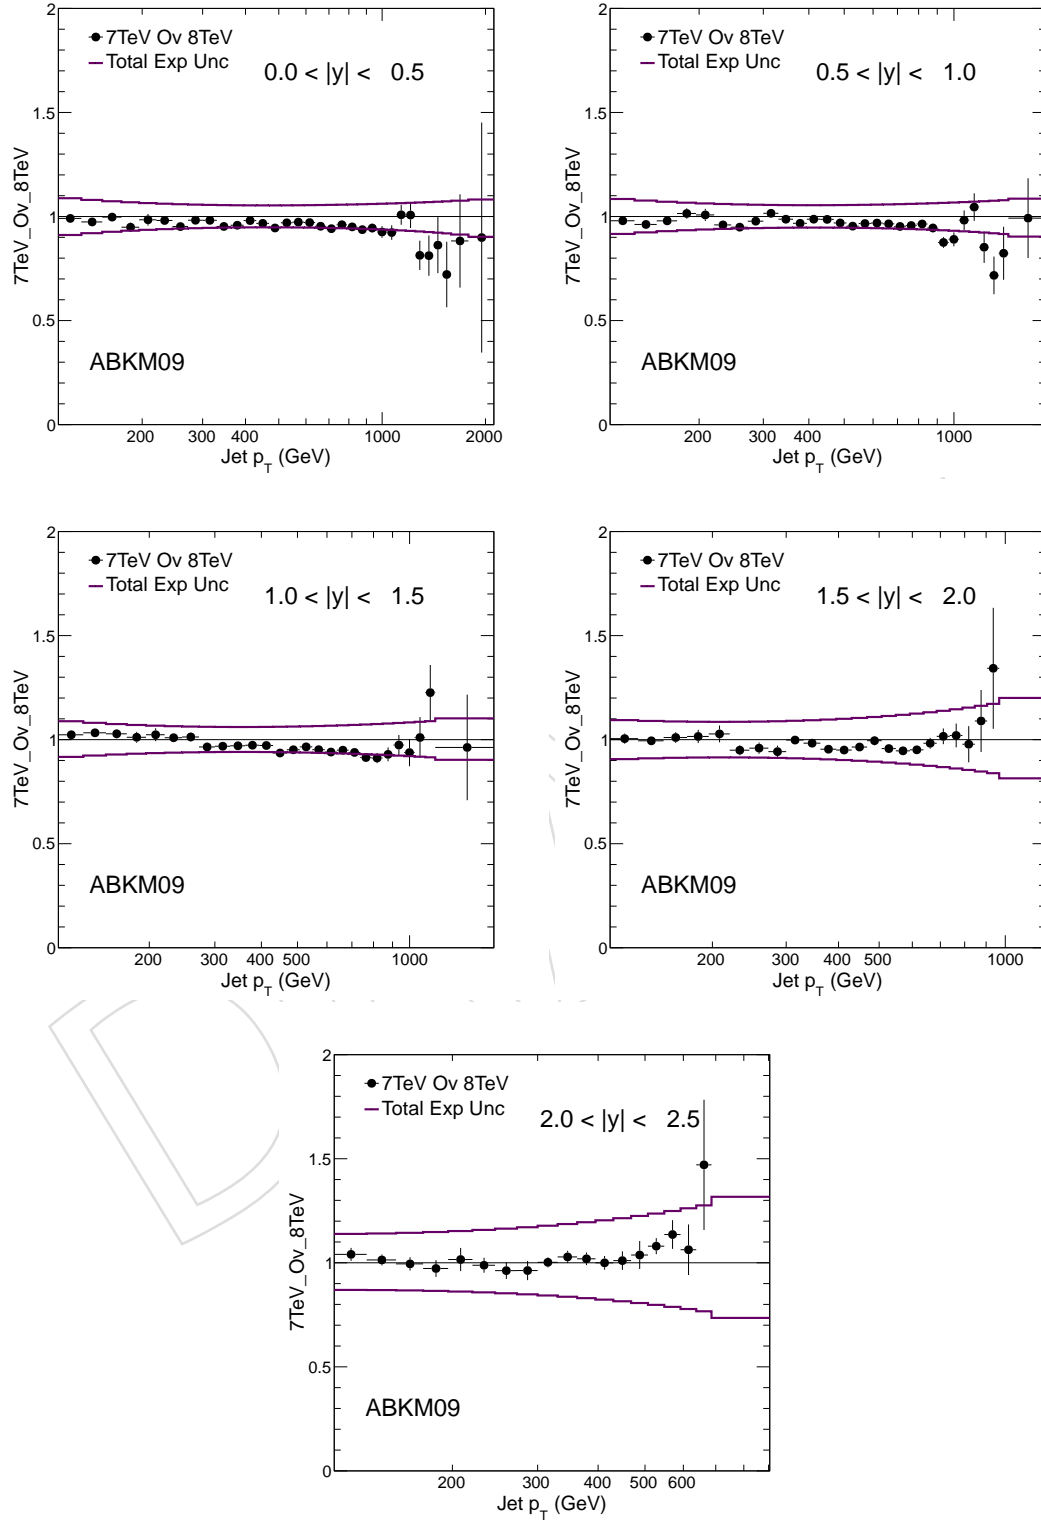 2
1.5
1
0.5
0
7TeV_Ov_8TeV
7TeV Ov 8TeV
Total Exp Unc
0.0 < |y| < 0.5
ABKM09
200 300 400 1000 2000
Jet p_T (GeV)
2
1.5
1
0.5
0
7TeV_Ov_8TeV
7TeV Ov 8TeV
Total Exp Unc
0.5 < |y| < 1.0
ABKM09
200 300 400 1000
Jet p_T (GeV)
2
1.5
1
0.5
0
7TeV_Ov_8TeV
7TeV Ov 8TeV
Total Exp Unc
1.0 < |y| < 1.5
ABKM09
200 300 400 500 1000
Jet p_T (GeV)
2
1.5
1
0.5
0
7TeV_Ov_8TeV
7TeV Ov 8TeV
Total Exp Unc
1.5 < |y| < 2.0
ABKM09
200 300 400 500 1000
Jet p_T (GeV)
2
1.5
1
0.5
0
7TeV_Ov_8TeV
7TeV Ov 8TeV
Total Exp Unc
2.0 < |y| < 2.5
ABKM09
200 300 400 500 600
Jet p_T (GeV)